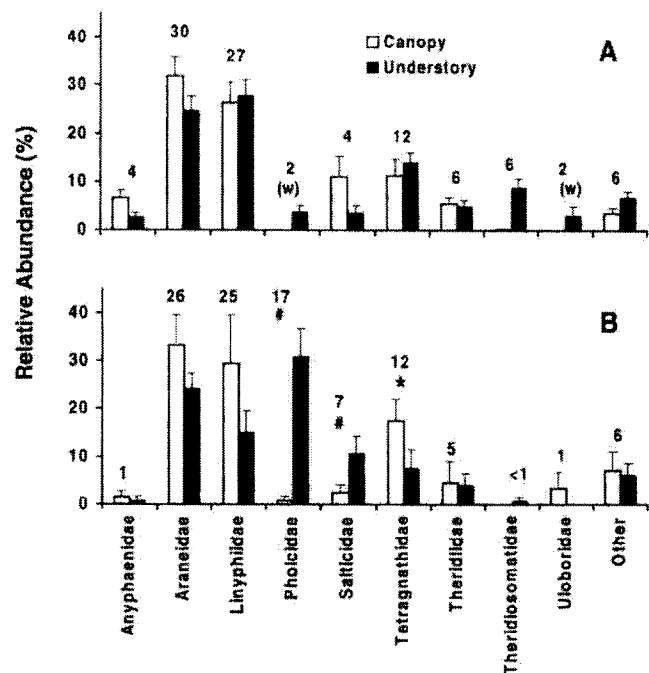 Relative Abundance (%)
Canopy
Understory
A
40
30
20
10
0
4
30
27
2
(w)
4
12
6
6
2
(w)
6
B
40
30
20
10
0
1
26
25
17
#
7
#
12
*
5
<1
1
6
Anyphaenidae
Araneidae
Linyphiidae
Pholcidae
Salticidae
Tetragnathidae
Theridiidae
Theridiosomatidae
Uloboridae
Other